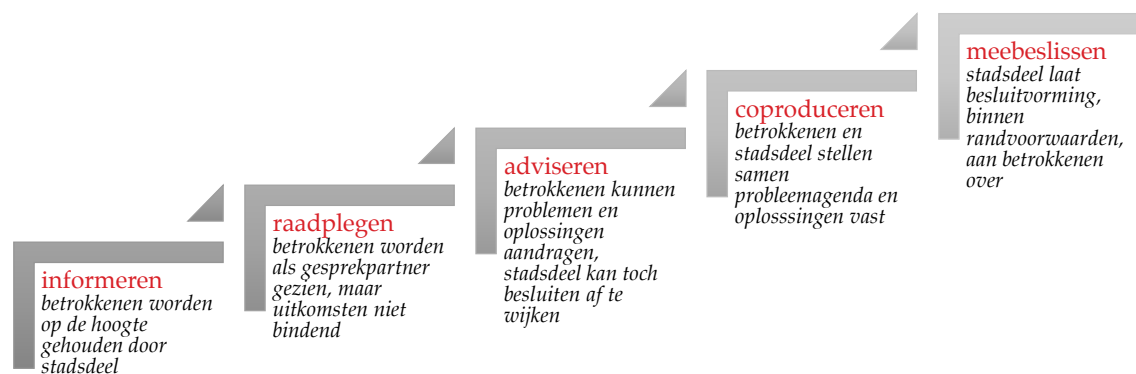 informeren
betrokkenen worden
op de hoogte
gehouden door
stadsdeel
raadplegen
betrokkenen worden
als gesprekpartner
gezien, maar
uitkomsten niet
bindend
adviseren
betrokkenen kunnen
problemen en
oplossingen
aandragen,
stadsdeel kan toch
besluiten af te
wijken
coproduceren
betrokkenen en
stadsdeel stellen
samen
probleemagenda en
oplosssingen vast
meebeslissen
stadsdeel laat
besluitvorming,
binnen
randvoorwaarden,
aan betrokkenen
over